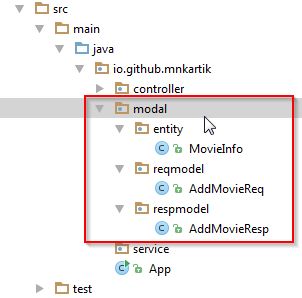 src
main
java
io.github.mnkartik
controller
modal
entity
MovieInfo
reqmodel
AddMovieReq
respmodel
AddMovieResp
service
App
test